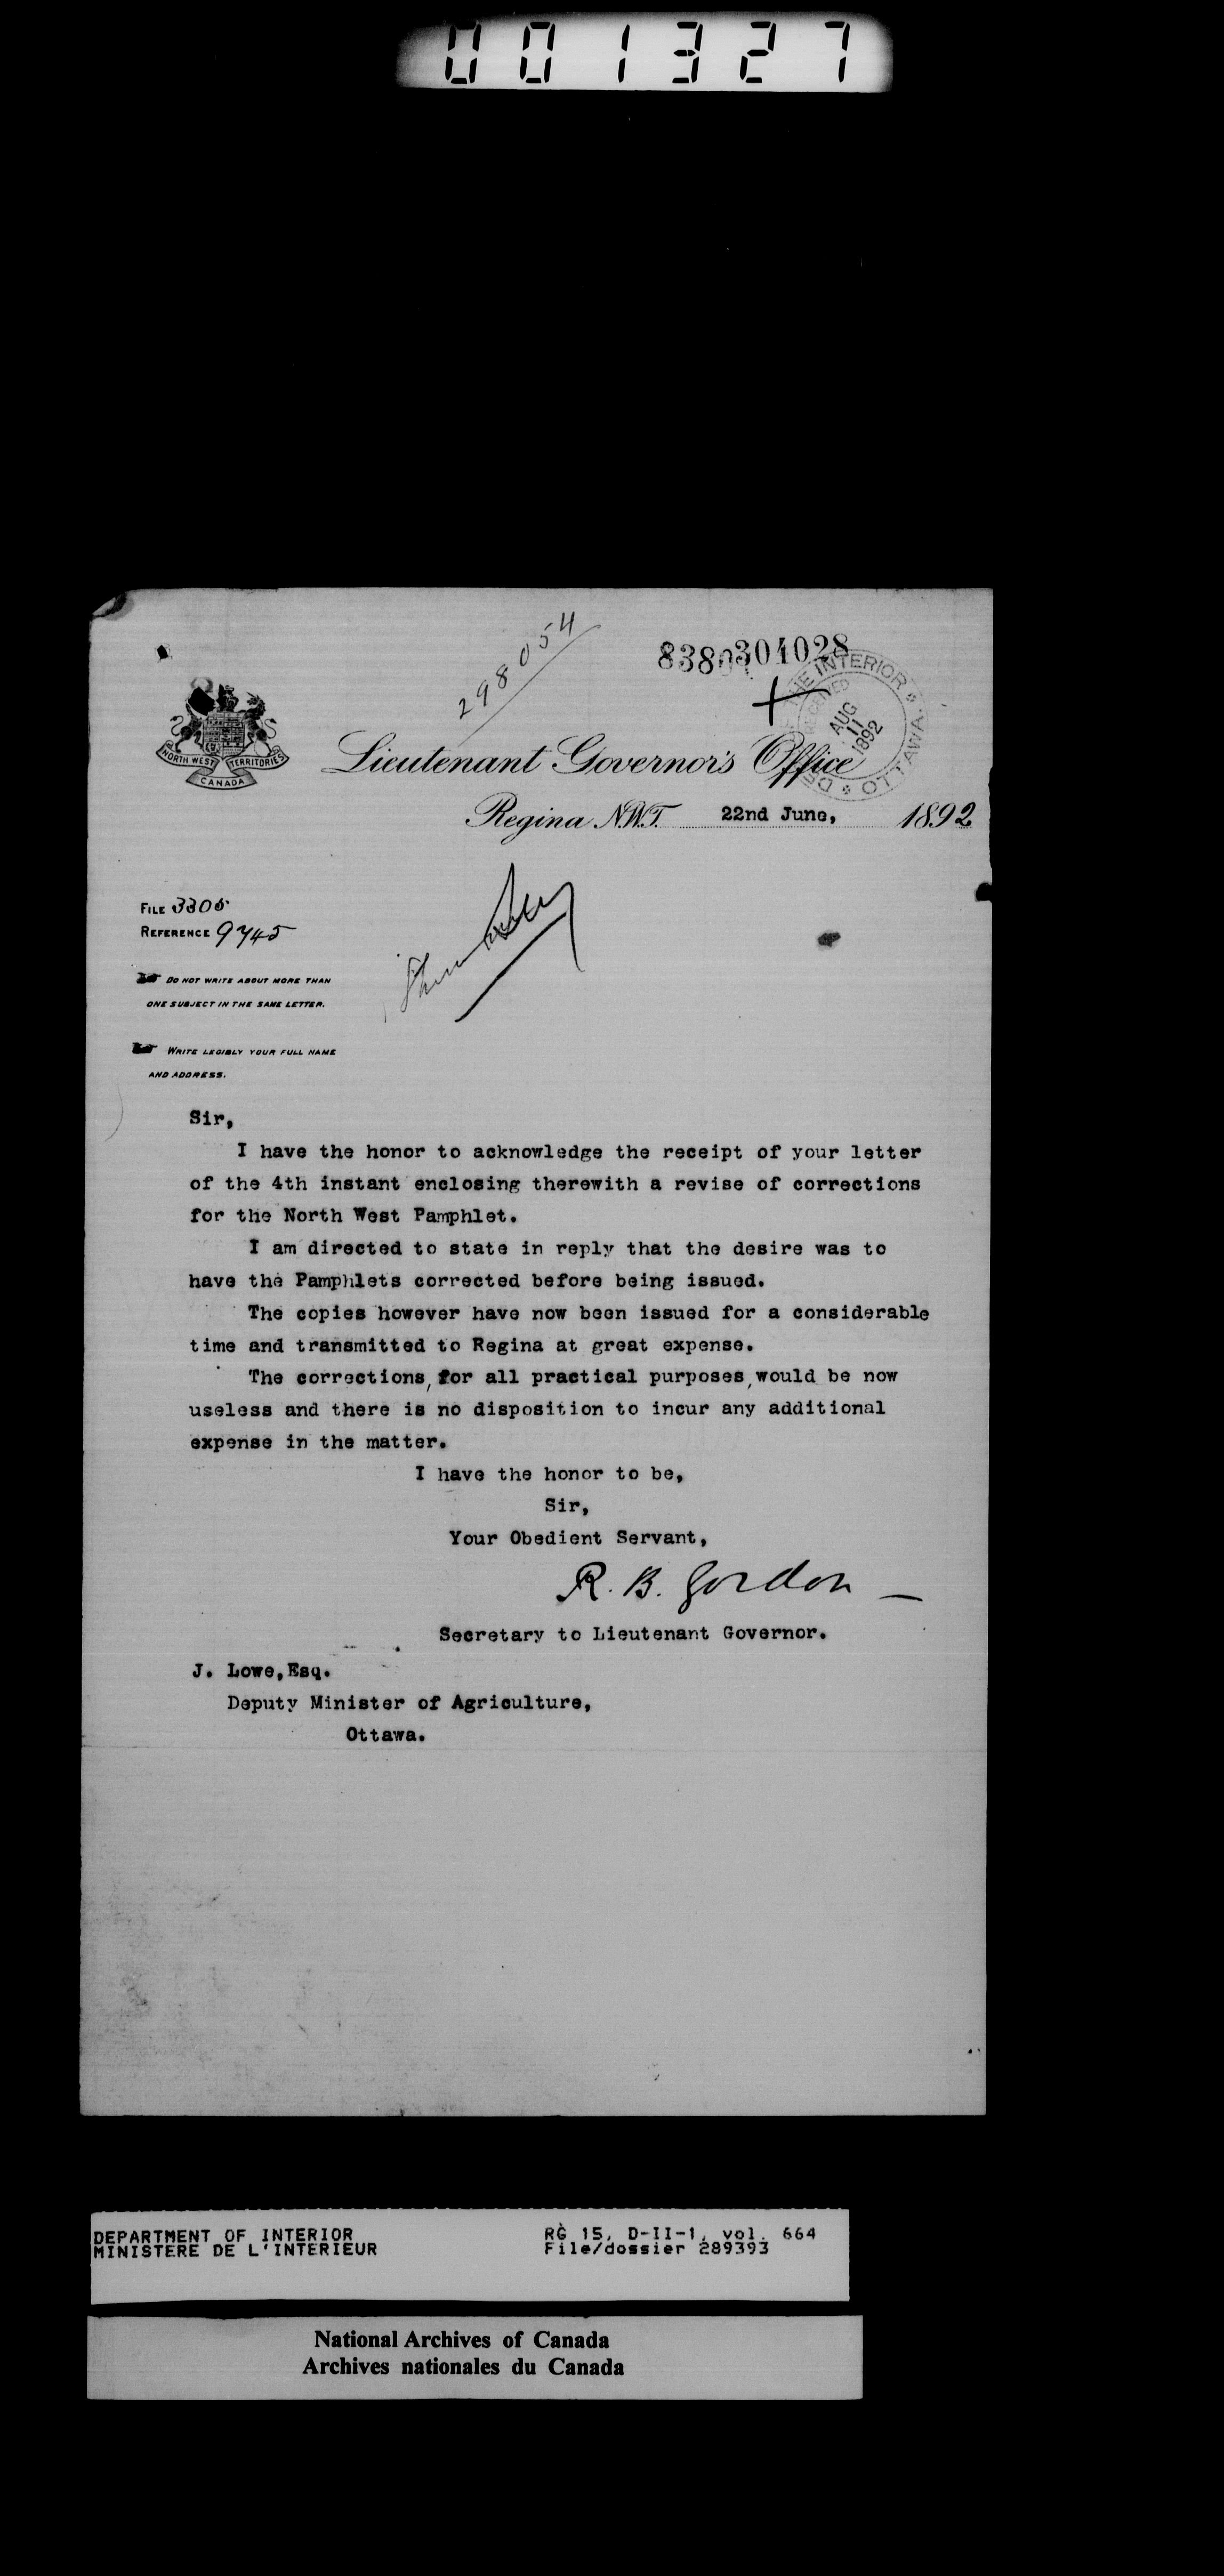 001327
298054
8380 304028
DE THE INTERIOR OTTAWA
RECEIVED
AUG
11
1892
NORTH WEST TERRITORIES
CANADA
Lieutenant Governor's Office
Regina N.W.T. 22nd June, 1892
FILE 3305
REFERENCE 9745
DO NOT WRITE ABOUT MORE THAN
ONE SUBJECT IN THE SAME LETTER.
WRITE LEGIBLY YOUR FULL NAME
AND ADDRESS.
Sir,
I have the honor to acknowledge the receipt of your letter
of the 4th instant enclosing therewith a revise of corrections
for the North West Pamphlet.
I am directed to state in reply that the desire was to
have the Pamphlets corrected before being issued.
The copies however have now been issued for a considerable
time and transmitted to Regina at great expense.
The corrections, for all practical purposes, would be now
useless and there is no disposition to incur any additional
expense in the matter.
I have the honor to be,
Sir,
Your Obedient Servant,
R. B. Gordon —
Secretary to Lieutenant Governor.
J. Lowe, Esq.
Deputy Minister of Agriculture,
Ottawa.
DEPARTMENT OF INTERIOR RG 15, D-II-1, vol. 664
MINISTERE DE L'INTERIEUR File/dossier 289393
National Archives of Canada
Archives nationales du Canada